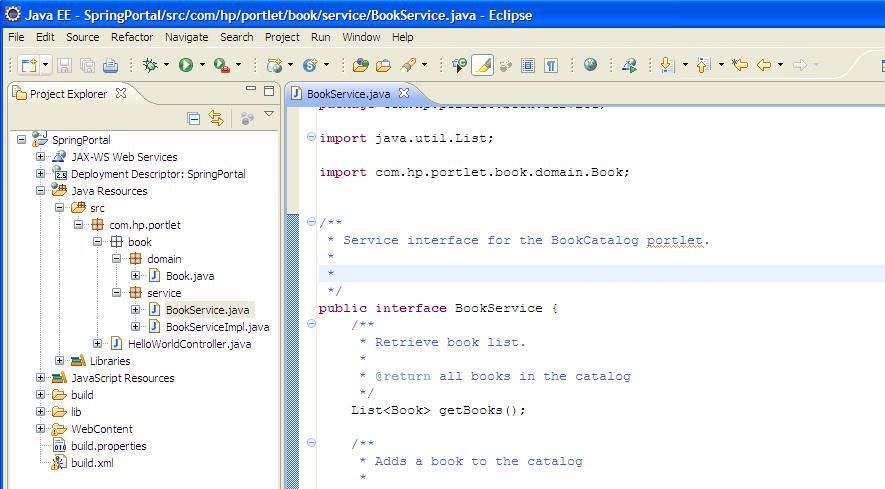 Java EE - SpringPortal/src/com/hp/portlet/book/service/BookService.java - Eclipse
File Edit Source Refactor Navigate Search Project Run Window Help
Project Explorer
BookService.java
SpringPortal
JAX-WS Web Services
Deployment Descriptor: SpringPortal
Java Resources
src
com.hp.portlet
book
domain
Book.java
service
BookService.java
BookServiceImpl.java
HelloWorldController.java
Libraries
JavaScript Resources
build
lib
WebContent
build.properties
build.xml
import java.util.List;
import com.hp.portlet.book.domain.Book;
/**
* Service interface for the BookCatalog portlet.
*
*
*/
public interface BookService {
/**
* Retrieve book list.
*
* @return all books in the catalog
*/
List<Book> getBooks();
/**
* Adds a book to the catalog
*